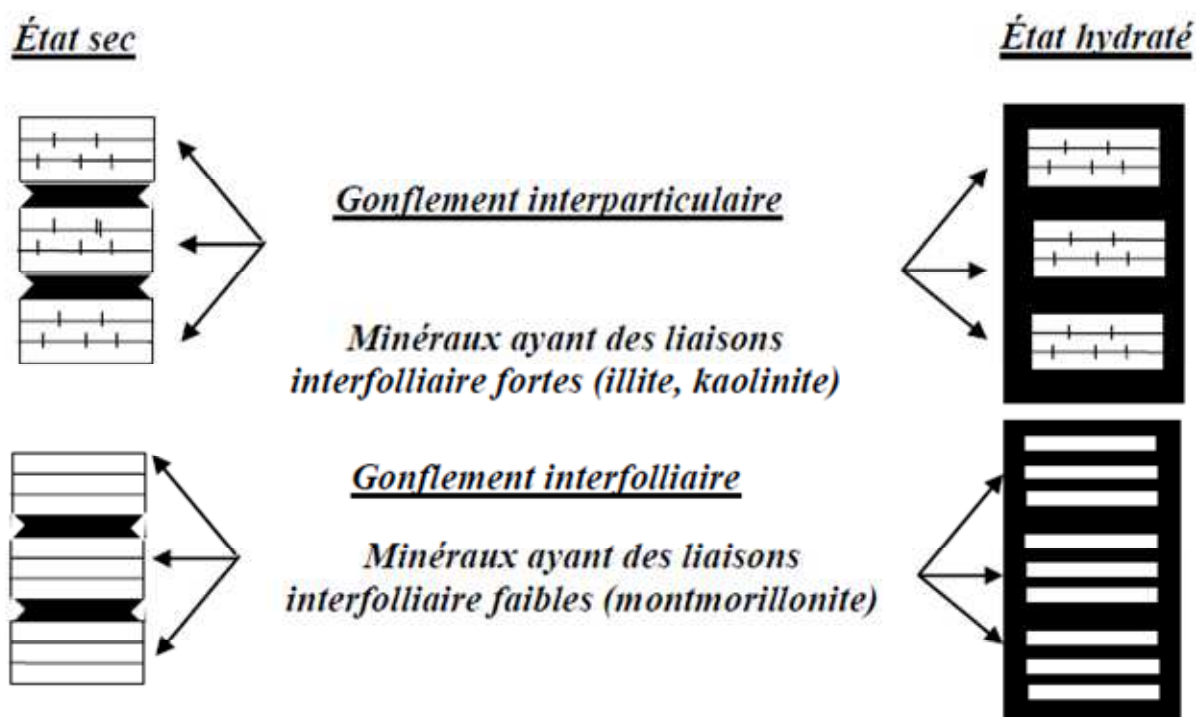 État sec
État hydraté
Gonflement interparticulaire
Minéraux ayant des liaisons
interfolliaire fortes (illite, kaolinite)
Gonflement interfolliaire
Minéraux ayant des liaisons
interfolliaire faibles (montmorillonite)